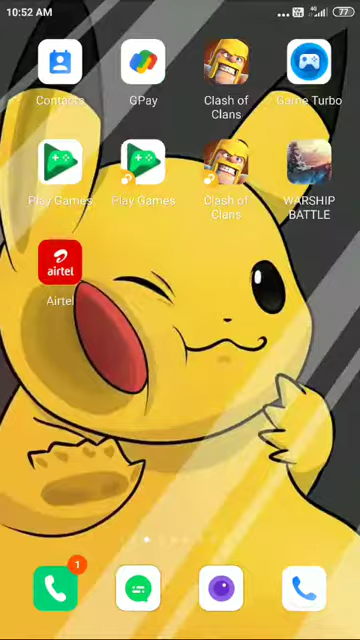 10:52 AM
4G
77
Contacts
GPay
Clash of
Clans
Game Turbo
Play Games
Play Games
Clash of
Clans
WARSHIP
BATTLE
airtel
Airtel
1